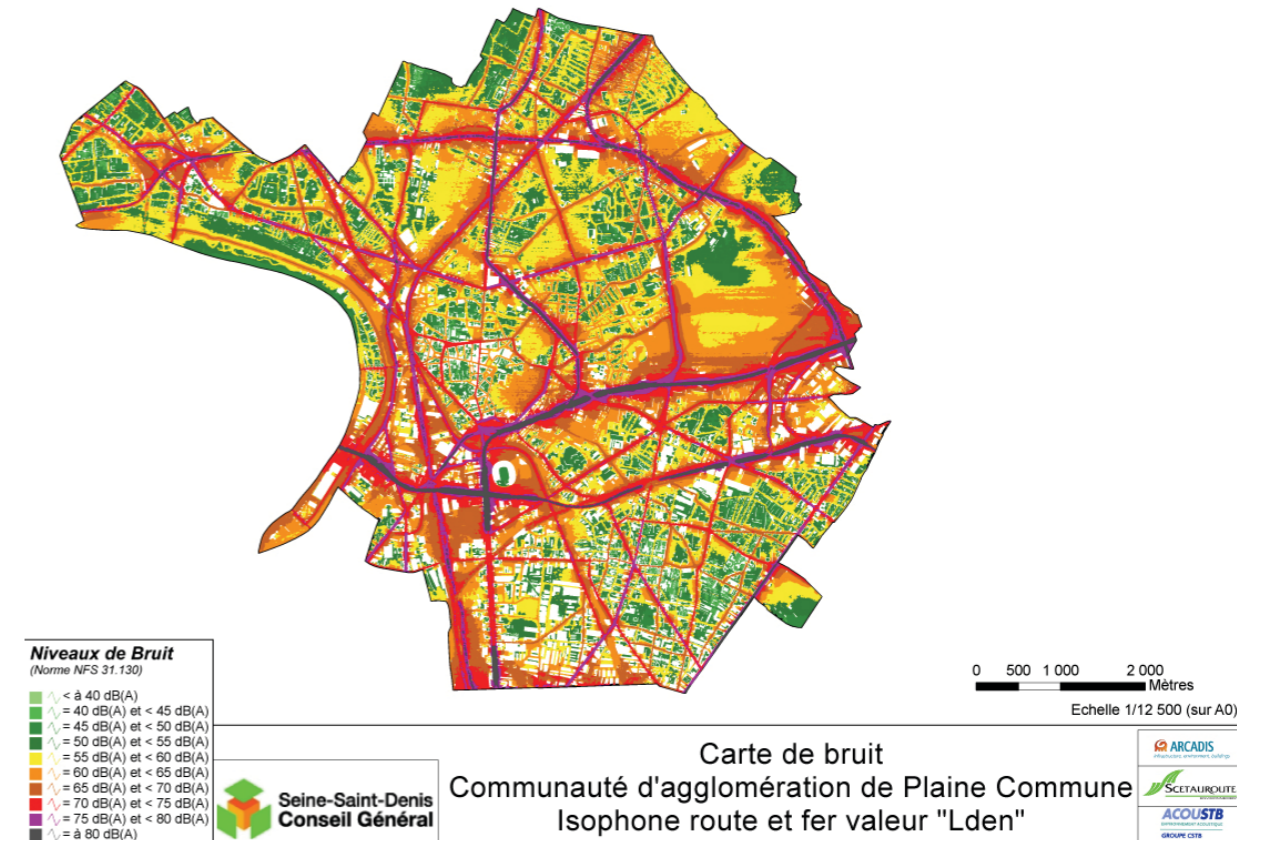 Niveaux de Bruit
(Norme NFS 31.130)
< à 40 dB(A)
= 40 dB(A) et < 45 dB(A)
= 45 dB(A) et < 50 dB(A)
= 50 dB(A) et < 55 dB(A)
= 55 dB(A) et < 60 dB(A)
= 60 dB(A) et < 65 dB(A)
= 65 dB(A) et < 70 dB(A)
= 70 dB(A) et < 75 dB(A)
= 75 dB(A) et < 80 dB(A)
= à 80 dB(A)
Seine-Saint-Denis
Conseil Général
0 500 1 000 2 000
Mètres
Echelle 1/12 500 (sur A0)
Carte de bruit
Communauté d'agglomération de Plaine Commune
Isophone route et fer valeur "Lden"
ARCADIS
Infrastructure, environnement, buildings
SCETAUROUTE
ACOUSTB
GROUPE CSTB